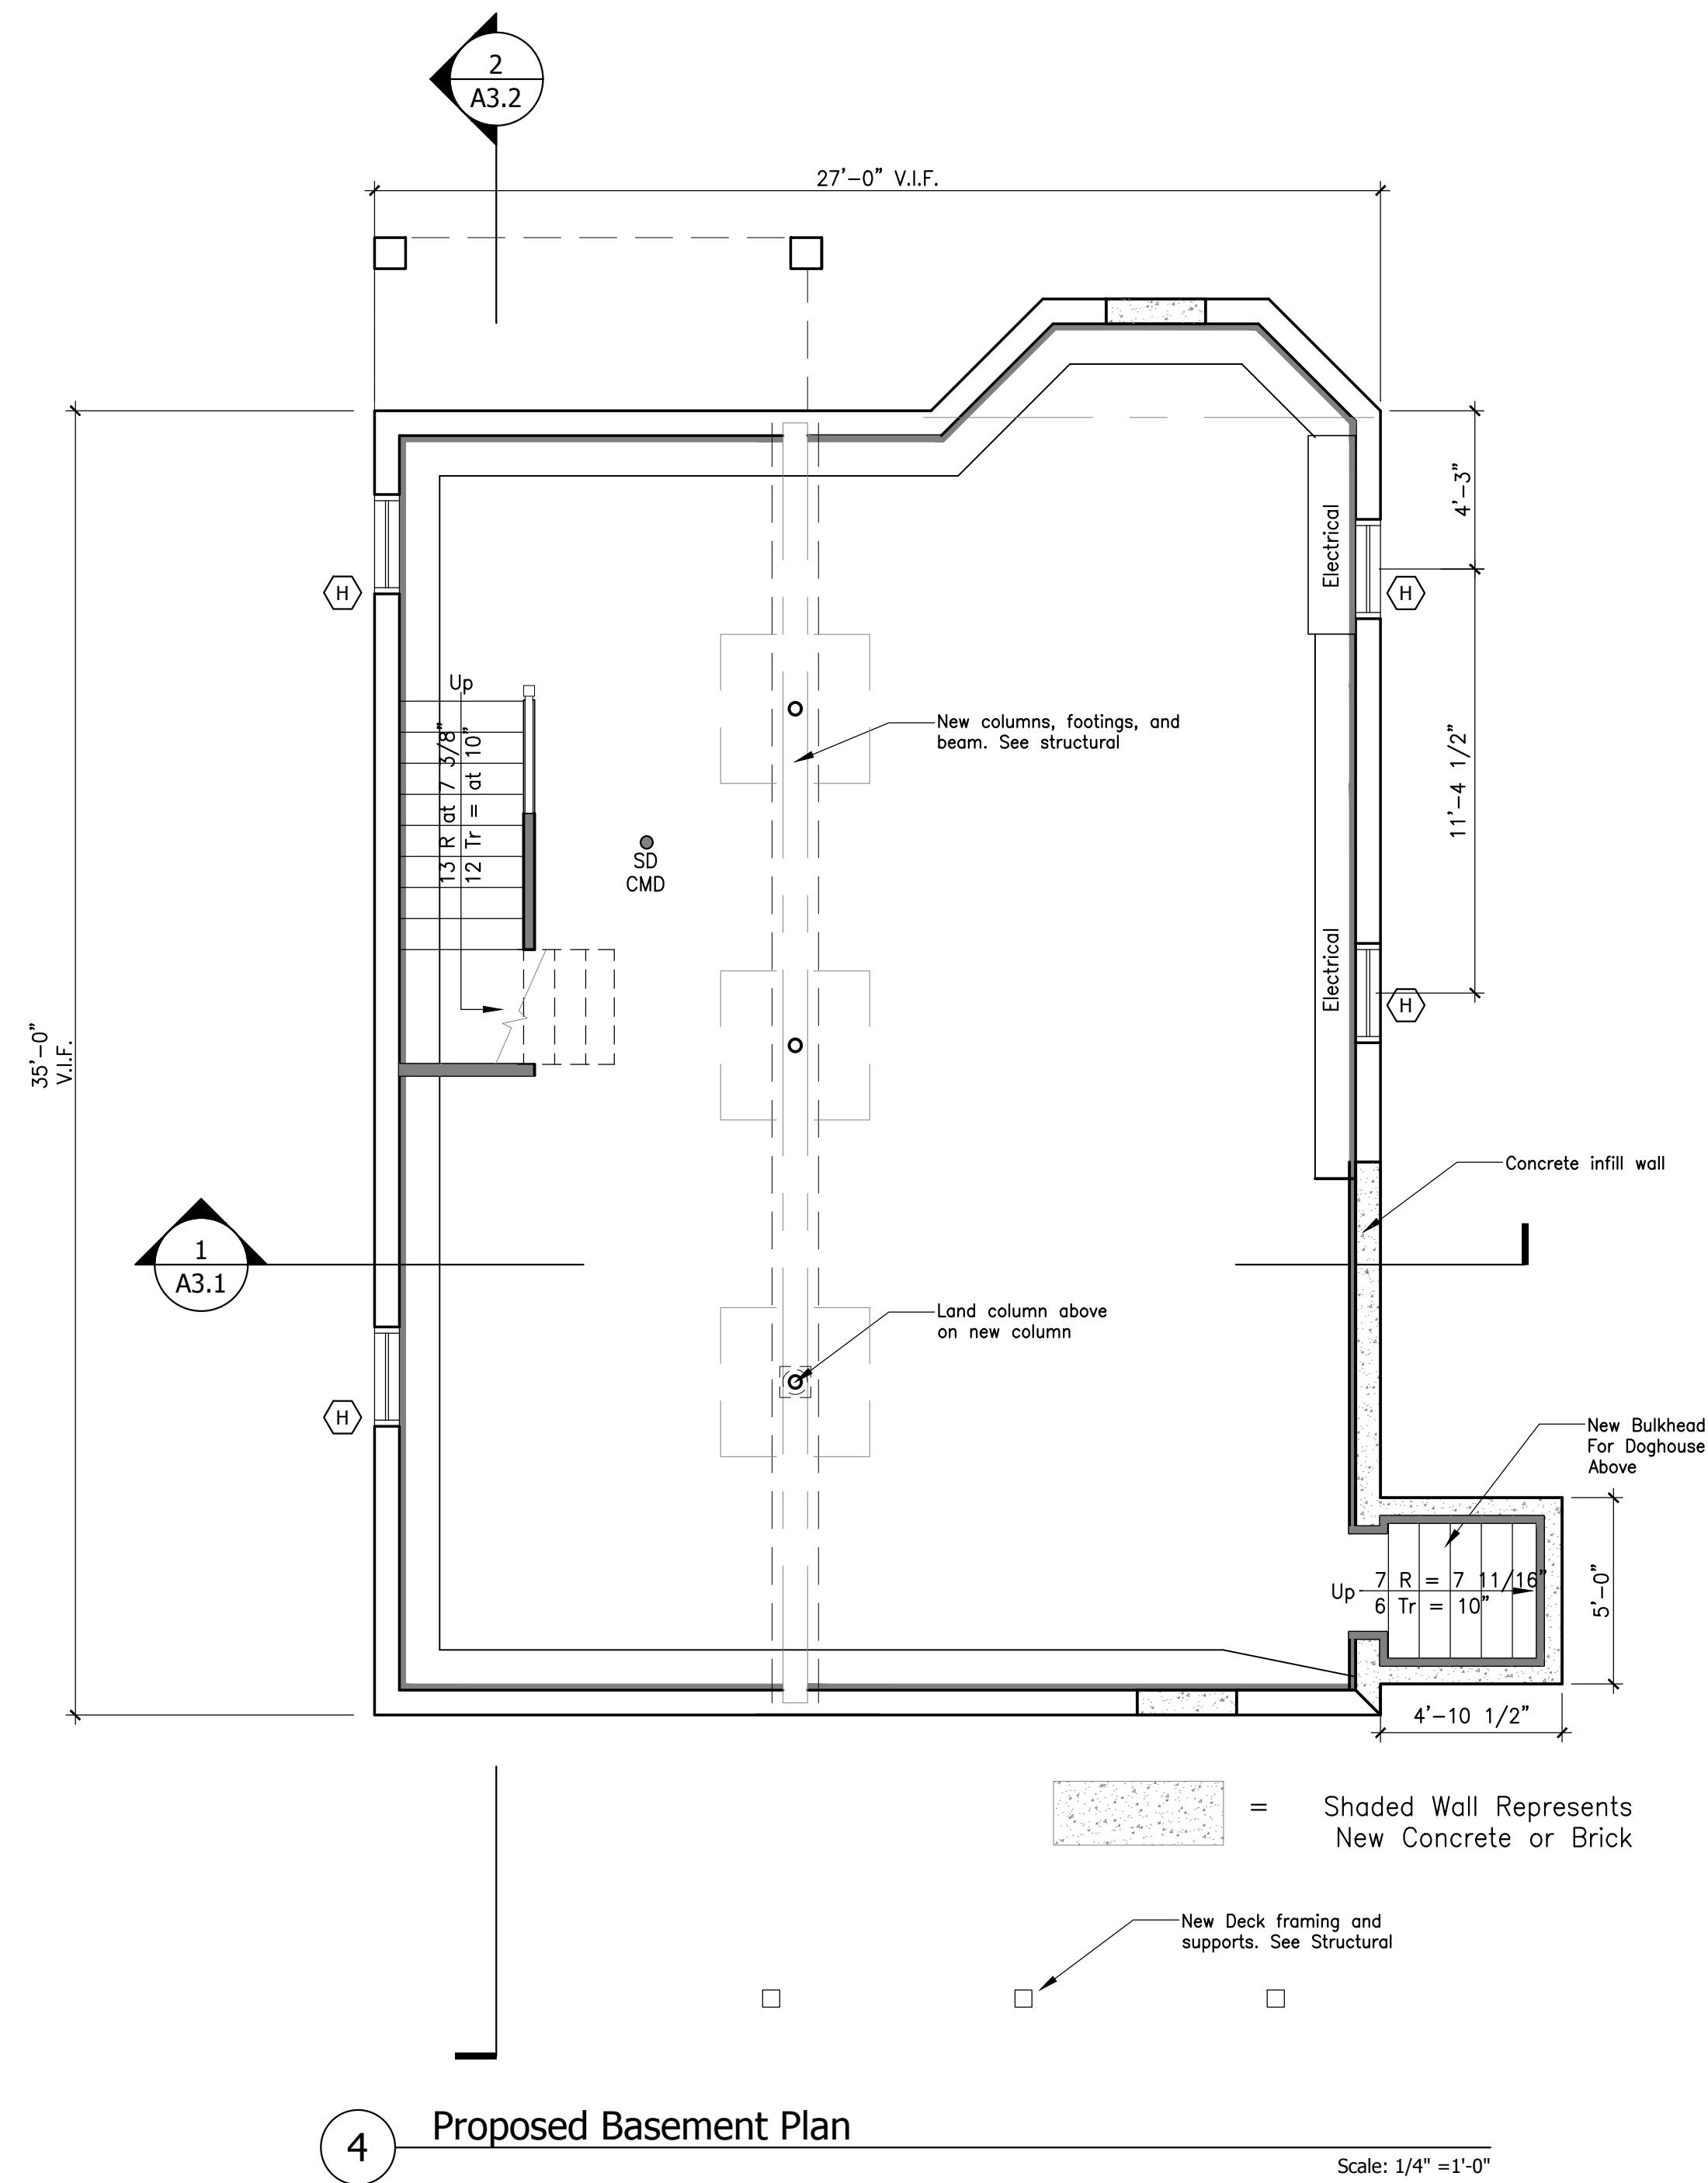 2
A3.2
27'-0" V.I.F.
4'-3"
Electrical
H
H
Up
13 R at 7 3/8"
12 Tr = at 10"
New columns, footings, and
beam. See structural
11'-4 1/2"
SD
CMD
Electrical
H
35'-0"
V.I.F.
Concrete infill wall
1
A3.1
Land column above
on new column
H
New Bulkhead
For Doghouse
Above
Up
7 R = 7 11/16"
6 Tr = 10"
5'-0"
4'-10 1/2"
= Shaded Wall Represents
New Concrete or Brick
New Deck framing and
supports. See Structural
4
Proposed Basement Plan
Scale: 1/4" =1'-0"